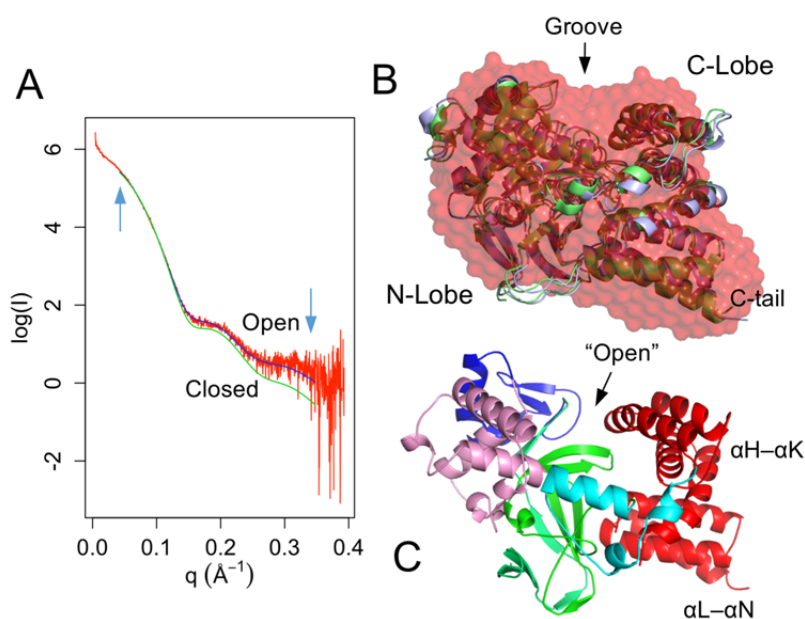 A
6
4
2
0
-2
log(I)
0.0 0.1 0.2 0.3 0.4
q (Å⁻¹)
Open
Closed
B
Groove
C-Lobe
N-Lobe
C-tail
"Open"
αH–αK
C
αL–αN